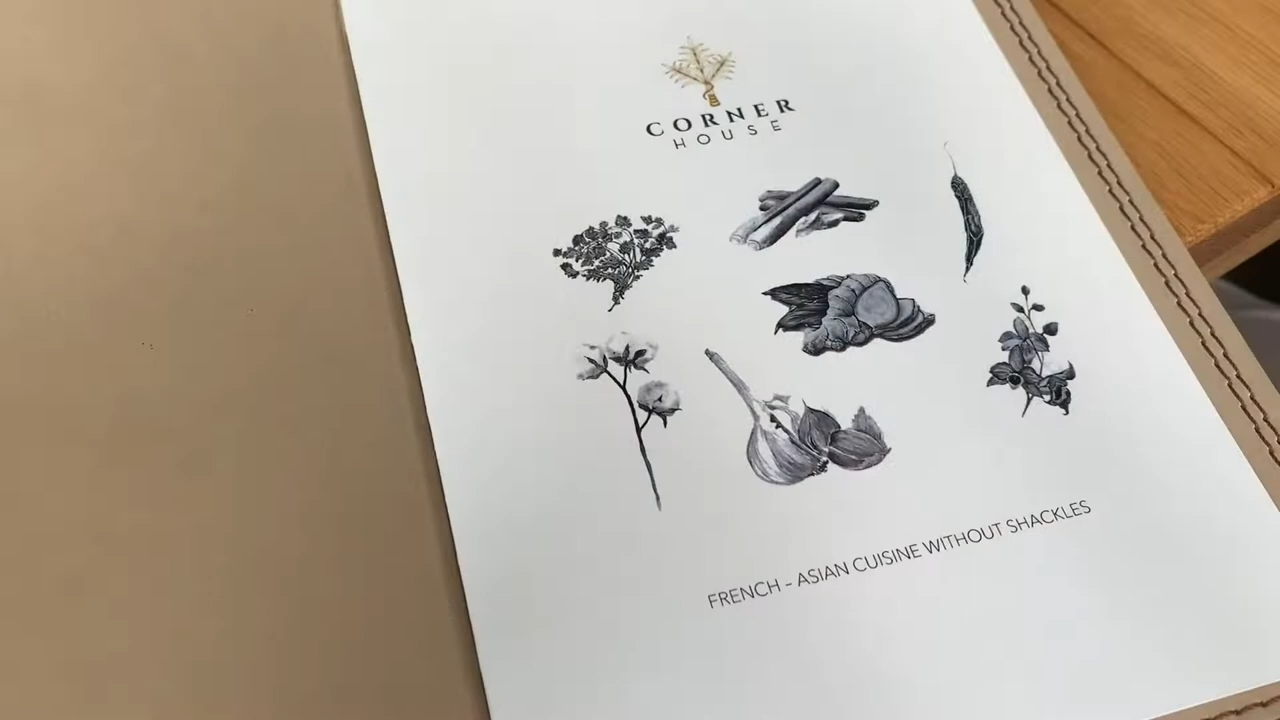 CORNER
HOUSE
FRENCH – ASIAN CUISINE WITHOUT SHACKLES